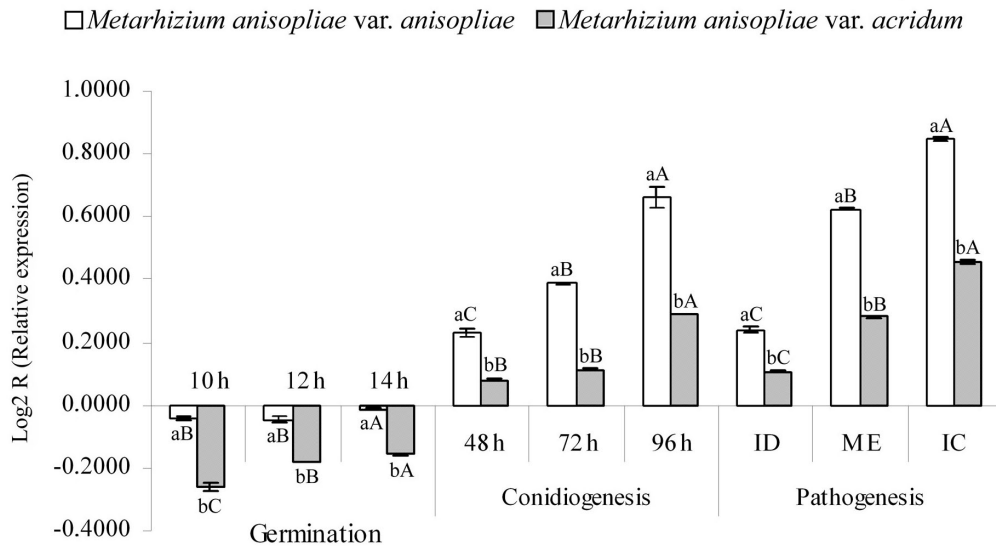 Metarhizium anisopliae var. anisopliae Metarhizium anisopliae var. acridum
Log2 R (Relative expression)
1.0000
0.8000
0.6000
0.4000
0.2000
0.0000
-0.2000
-0.4000
10 h 12 h 14 h
aB bC aB bB aA bA
aC bB aB bB aA bA
aC bC aB bB aA bA
48 h 72 h 96 h ID ME IC
Germination Conidiogenesis Pathogenesis